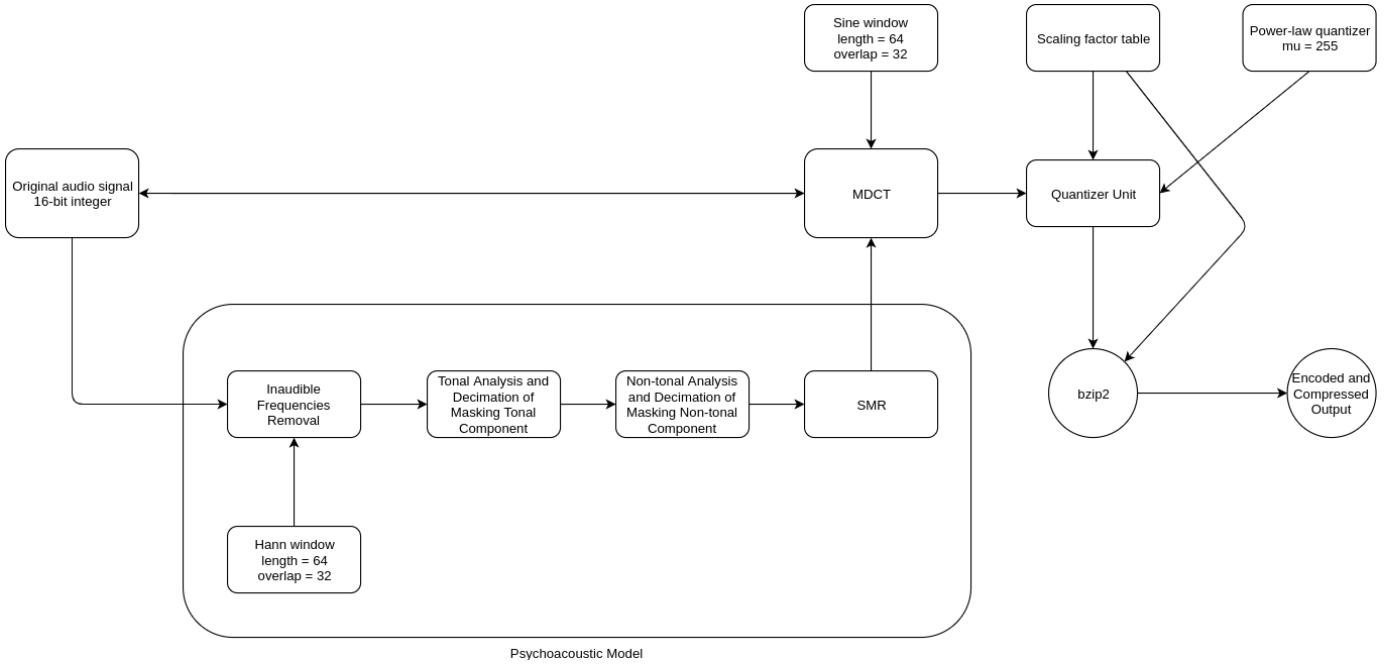 Sine window
length = 64
overlap = 32
Scaling factor table
Power-law quantizer
mu = 255
Original audio signal
16-bit integer
MDCT
Quantizer Unit
Inaudible
Frequencies
Removal
Tonal Analysis and
Decimation of
Masking Tonal
Component
Non-tonal Analysis
and Decimation of
Masking Non-tonal
Component
SMR
bzip2
Encoded and
Compressed
Output
Hann window
length = 64
overlap = 32
Psychoacoustic Model